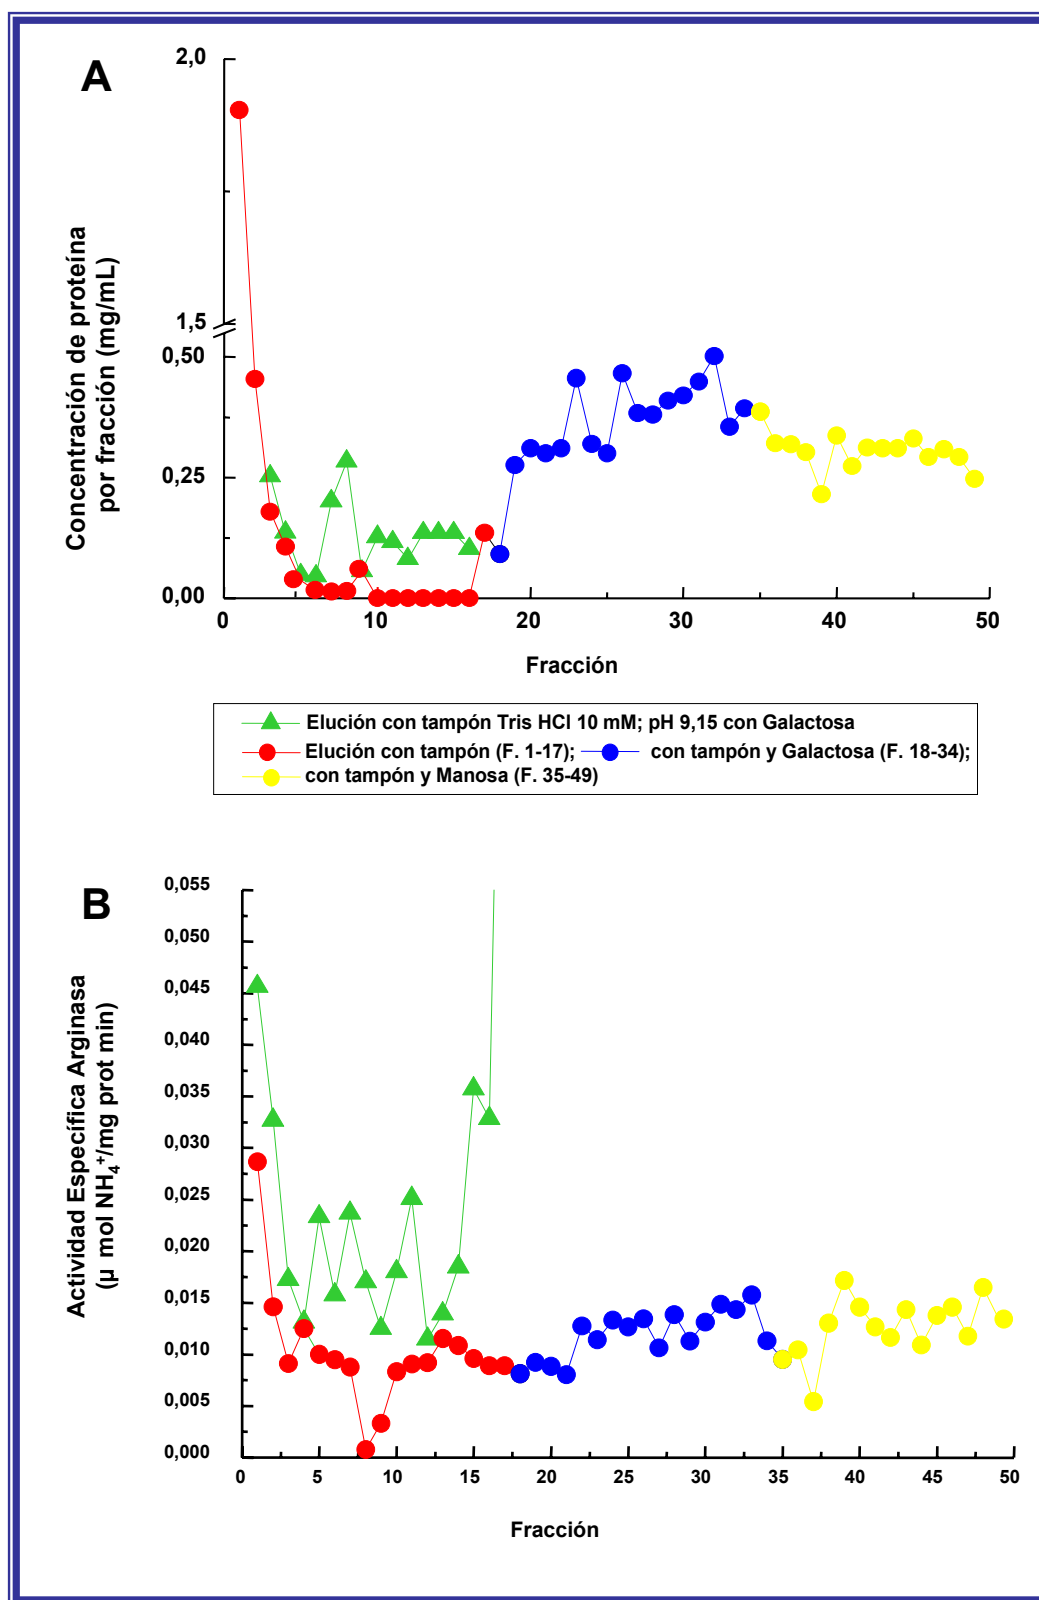 A
2,0
1,5
0,50
0,25
0,00
Concentración de proteína
por fracción (mg/mL)
0 10 20 30 40 50
Fracción
Elución con tampón Tris HCl 10 mM; pH 9,15 con Galactosa
Elución con tampón (F. 1-17); con tampón y Galactosa (F. 18-34);
con tampón y Manosa (F. 35-49)
B
0,055
0,050
0,045
0,040
0,035
0,030
0,025
0,020
0,015
0,010
0,005
0,000
Actividad Específica Arginasa
(µ mol NH₄⁺/mg prot min)
0 5 10 15 20 25 30 35 40 45 50
Fracción